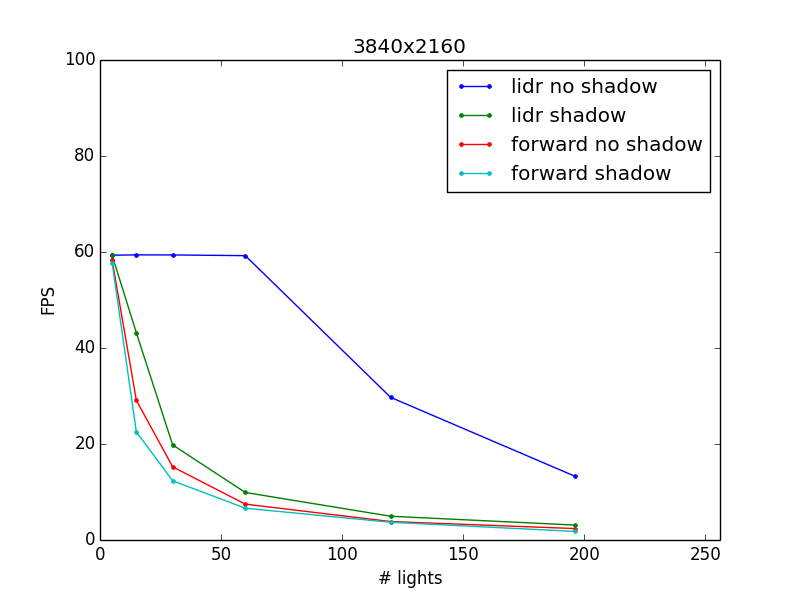 3840x2160
100
80
60
40
20
0
FPS
lidr no shadow
lidr shadow
forward no shadow
forward shadow
0 50 100 150 200 250
# lights